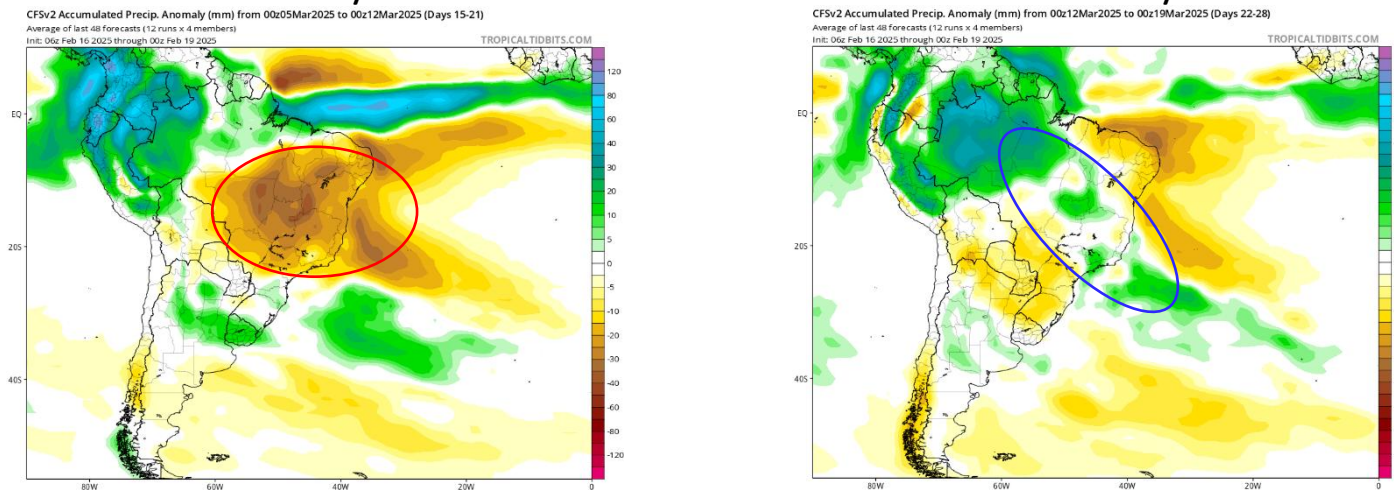 CFSv2 Accumulated Precip. Anomaly (mm) from 00z05Mar2025 to 00z12Mar2025 (Days 15-21)
Average of last 48 forecasts (12 runs x 4 members)
Init: 06z Feb 16 2025 through 00z Feb 19 2025
TROPICALTIDBITS.COM
EQ
20S
40S
80W
60W
40W
20W
0
120
80
60
40
30
20
10
5
0
-5
-10
-20
-30
-40
-60
-80
-120
CFSv2 Accumulated Precip. Anomaly (mm) from 00z12Mar2025 to 00z19Mar2025 (Days 22-28)
Average of last 48 forecasts (12 runs x 4 members)
Init: 06z Feb 16 2025 through 00z Feb 19 2025
TROPICALTIDBITS.COM
EQ
20S
40S
80W
60W
40W
20W
0